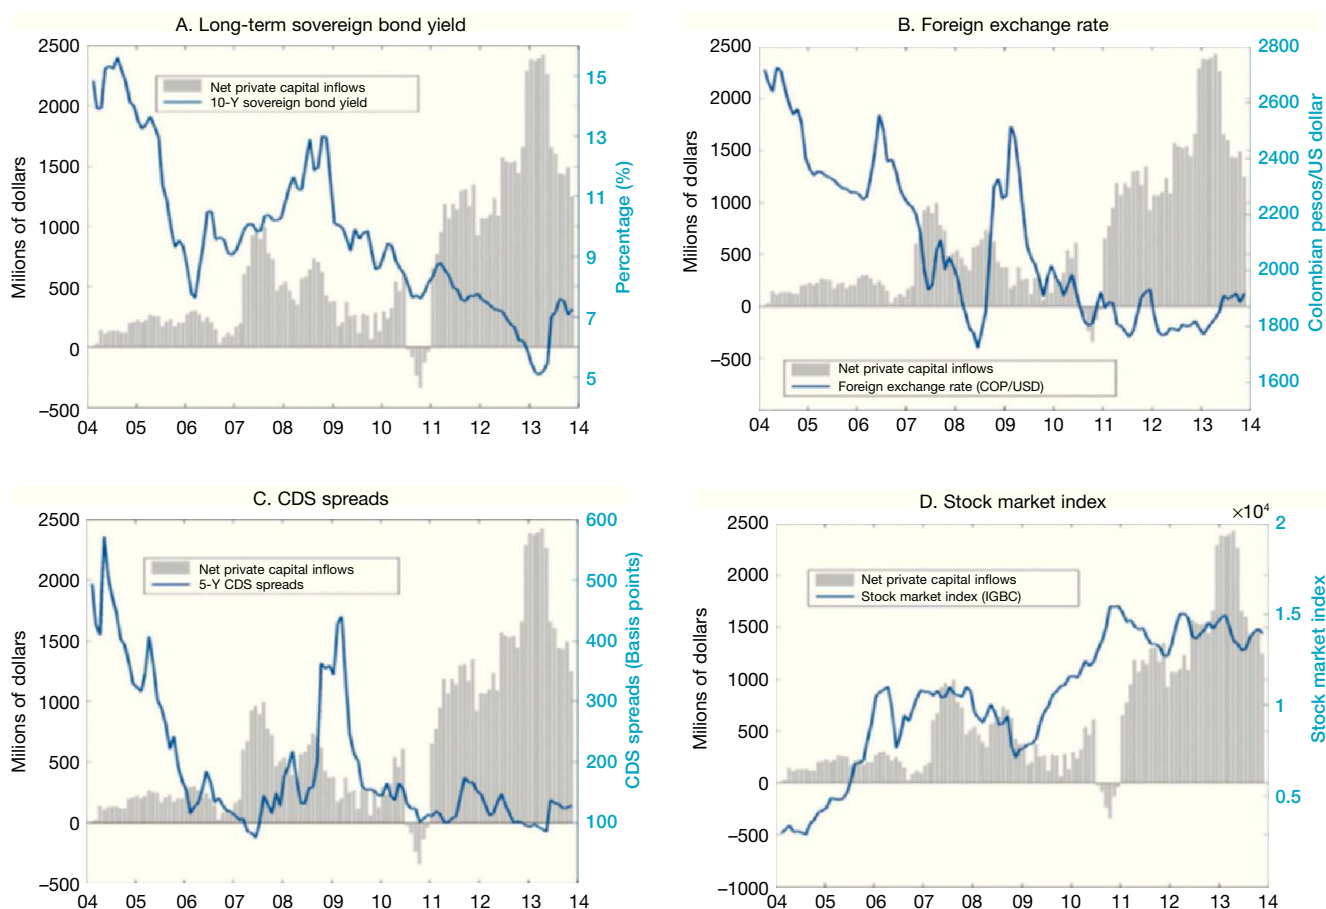 A. Long-term sovereign bond yield
2500
2000
1500
1000
500
0
−500
Milions of dollars
Net private capital inflows
10-Y sovereign bond yield
15
13
11
9
7
5
Percentage (%)
04 05 06 07 08 09 10 11 12 13 14
B. Foreign exchange rate
2500
2000
1500
1000
500
0
−500
Milions of dollars
Net private capital inflows
Foreign exchange rate (COP/USD)
2800
2600
2400
2200
2000
1800
1600
Colombian pesos/US dollar
04 05 06 07 08 09 10 11 12 13 14
C. CDS spreads
2500
2000
1500
1000
500
0
−500
Milions of dollars
Net private capital inflows
5-Y CDS spreads
600
500
400
300
200
100
CDS spreads (Basis points)
04 05 06 07 08 09 10 11 12 13 14
D. Stock market index
×10⁴
2500
2000
1500
1000
500
0
−500
−1000
Milions of dollars
Net private capital inflows
Stock market index (IGBC)
2
1.5
1
0.5
Stock market index
04 05 06 07 08 09 10 11 12 13 14